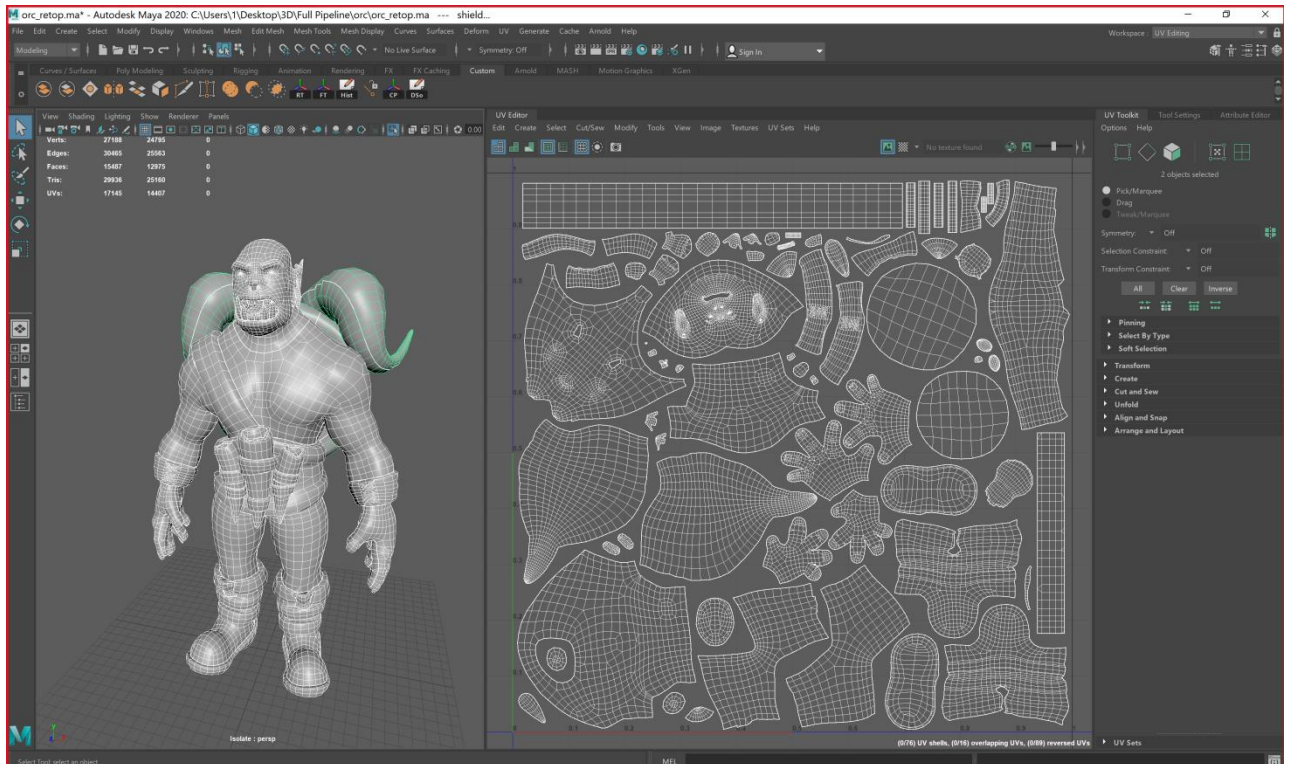 orc_retop.ma* - Autodesk Maya 2020: C:\Users\1\Desktop\3D\Full Pipeline\orc\orc_retop.ma --- shield...
File Edit Create Select Modify Display Windows Mesh Edit Mesh Mesh Tools Mesh Display Curves Surfaces Deform UV Generate Cache Arnold Help
Workspace: UV Editing
Modeling No Live Surface Symmetry: Off Sign In
Curves / Surfaces Poly Modeling Sculpting Rigging Animation Rendering FX FX Caching Custom Arnold MASH Motion Graphics XGen
RT FT Hist CP DSo
View Shading Lighting Show Renderer Panels
0.00
Verts: 27188 24795 0
Edges: 30465 25563 0
Faces: 15487 12975 0
Tris: 29936 25160 0
UVs: 17145 14407 0
Isolate : persp
UV Editor
Edit Create Select Cut/Sew Modify Tools View Image Textures UV Sets Help
No texture found
(0/76) UV shells, (0/16) overlapping UVs, (0/89) reversed UVs
UV Toolkit Tool Settings Attribute Editor
Options Help
2 objects selected
Pick/Marquee
Drag
Tweak/Marquee
Symmetry: Off
Selection Constraint: Off
Transform Constraint: Off
All Clear Inverse
Pinning
Select By Type
Soft Selection
Transform
Create
Cut and Sew
Unfold
Align and Snap
Arrange and Layout
UV Sets
Select Tool: select an object
MEL